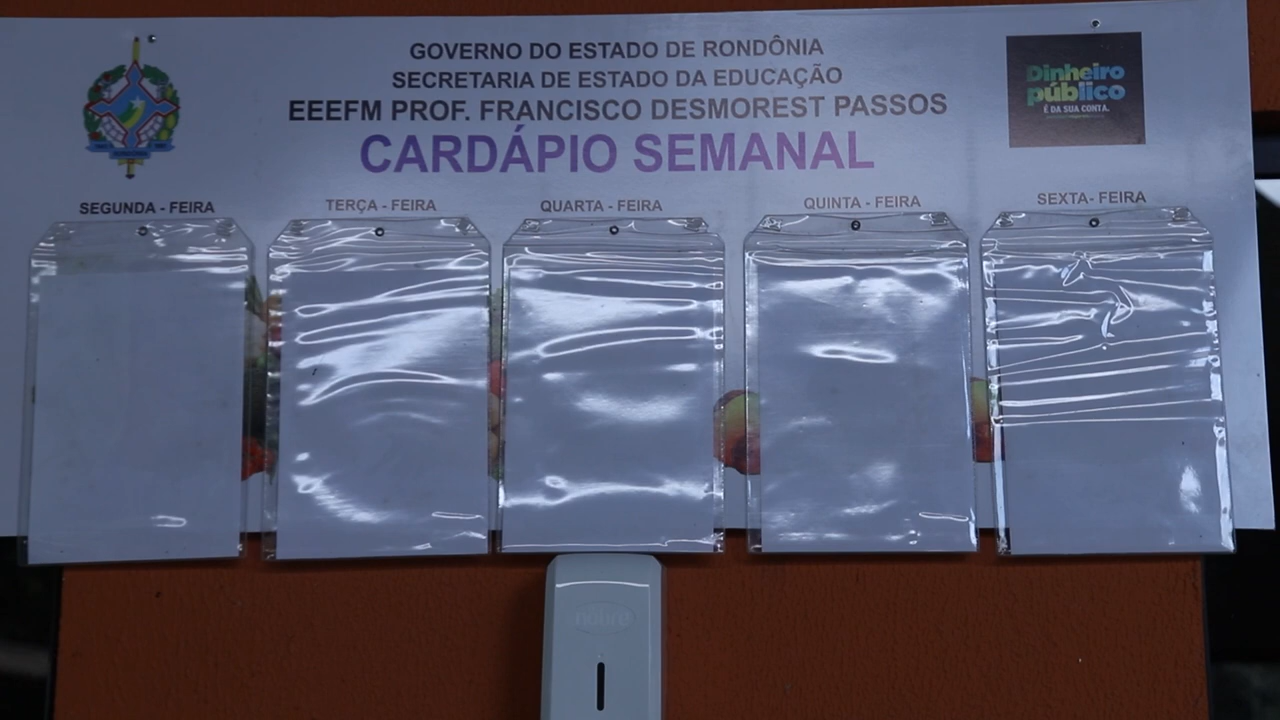 GOVERNO DO ESTADO DE RONDÔNIA
SECRETARIA DE ESTADO DA EDUCAÇÃO
EEEFM PROF. FRANCISCO DESMOREST PASSOS
CARDÁPIO SEMANAL
Dinheiro
público
É DA SUA CONTA.
SEGUNDA - FEIRA
TERÇA - FEIRA
QUARTA - FEIRA
QUINTA - FEIRA
SEXTA- FEIRA